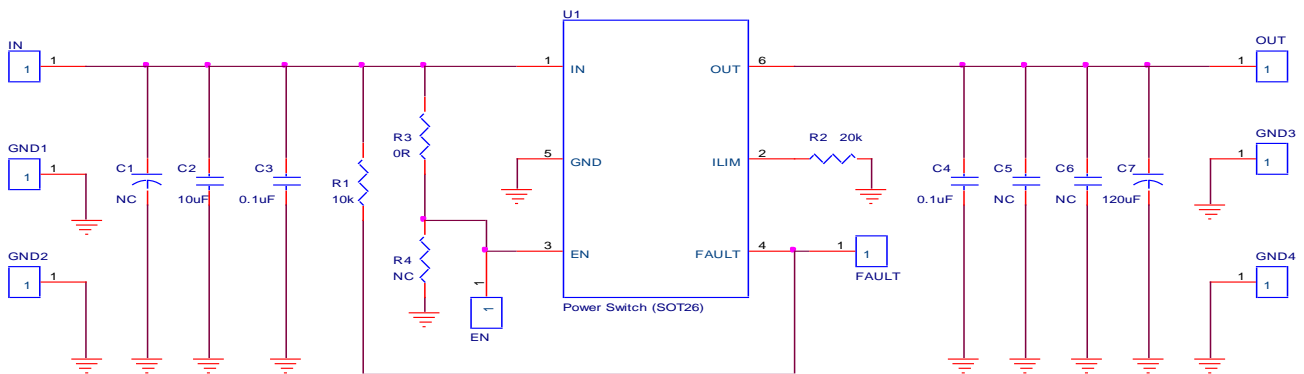 U1
IN
1
1
1
IN
OUT
6
OUT
1
1
GND1
1
1
R3
0R
5
GND
ILIM
2
R2 20k
GND3
1
1
C1
NC
C2
10uF
C3
0.1uF
R1
10k
C4
0.1uF
C5
NC
C6
NC
C7
120uF
GND2
1
1
R4
NC
3
EN
FAULT
4
1
1
FAULT
GND4
1
1
1
1
EN
Power Switch (SOT26)